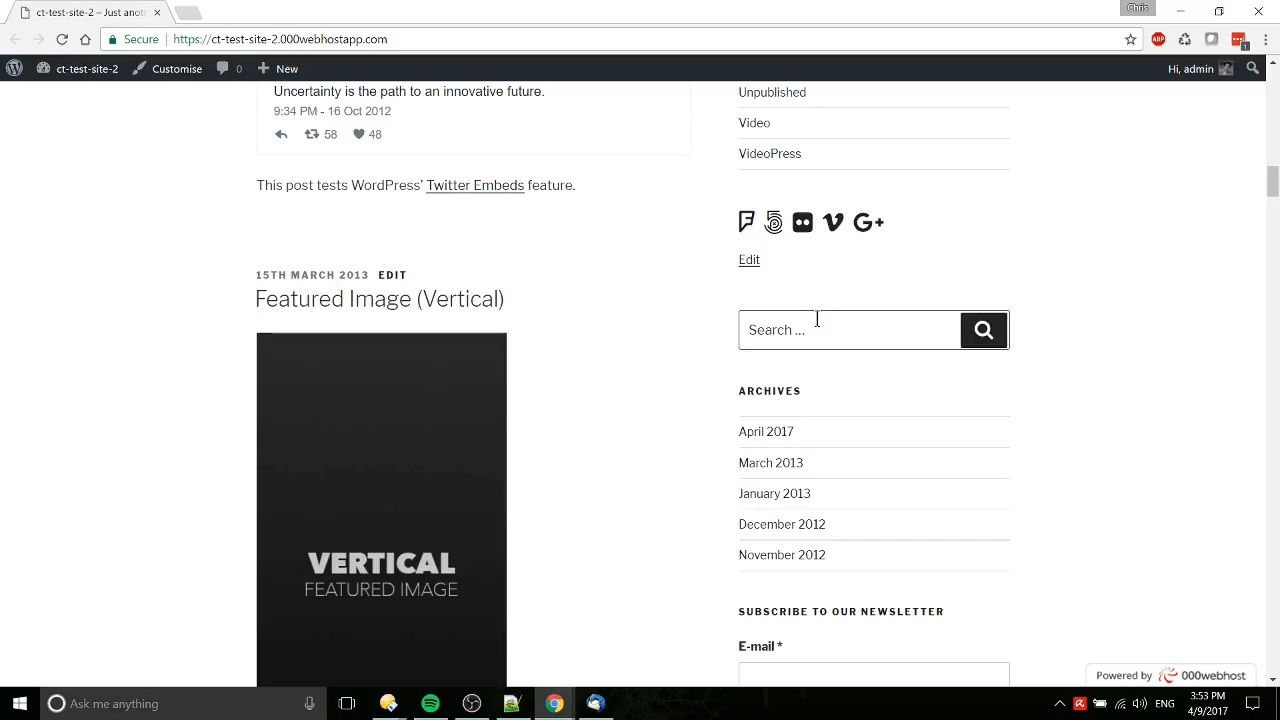 ct-test-site-2 – Just anot
Chris
Secure
https://ct-test-site-2.000webhostapp.com
ABP
1
ct-test-site-2
Customise
0
New
Hi, admin
Uncertainty is the path to an innovative future.
9:34 PM - 16 Oct 2012
58
48
This post tests WordPress’ Twitter Embeds feature.
15TH MARCH 2013 EDIT
Featured Image (Vertical)
VERTICAL
FEATURED IMAGE
Unpublished
Video
VideoPress
Edit
Search …
ARCHIVES
April 2017
March 2013
January 2013
December 2012
November 2012
SUBSCRIBE TO OUR NEWSLETTER
E-mail *
Powered by 000webhost
Ask me anything
ENG
3:53 PM
4/9/2017